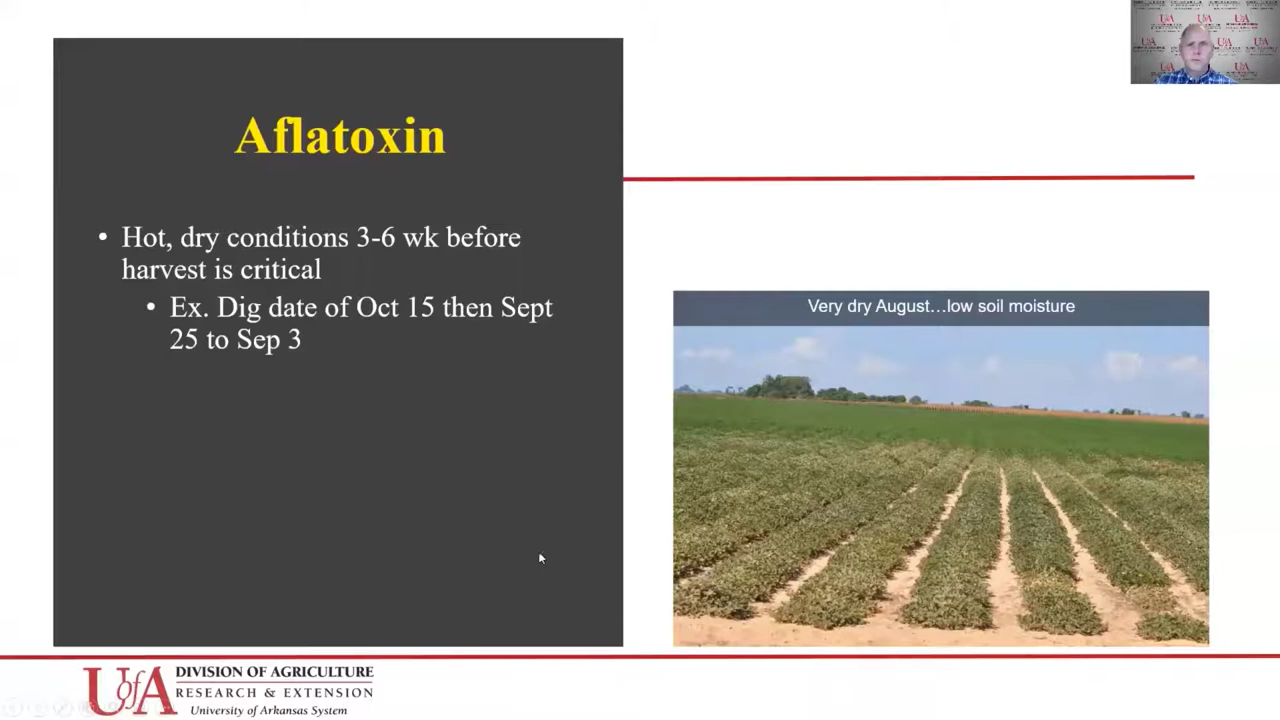 Aflatoxin
• Hot, dry conditions 3-6 wk before
harvest is critical
• Ex. Dig date of Oct 15 then Sept
25 to Sep 3
Very dry August…low soil moisture
UofA
DIVISION OF AGRICULTURE
RESEARCH & EXTENSION
University of Arkansas System